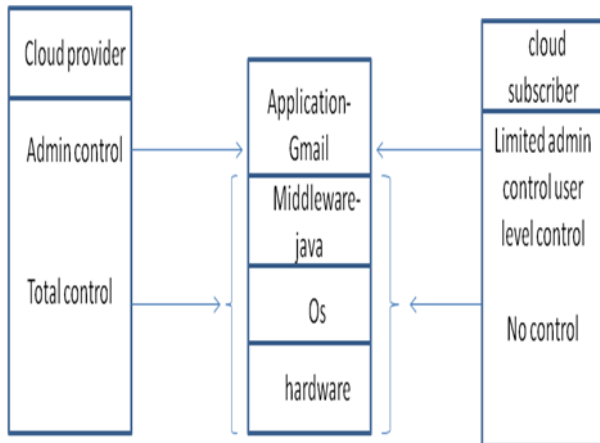 Cloud provider
Admin control
Total control
Application-
Gmail
Middleware-
java
Os
hardware
cloud
subscriber
Limited admin
control user
level control
No control